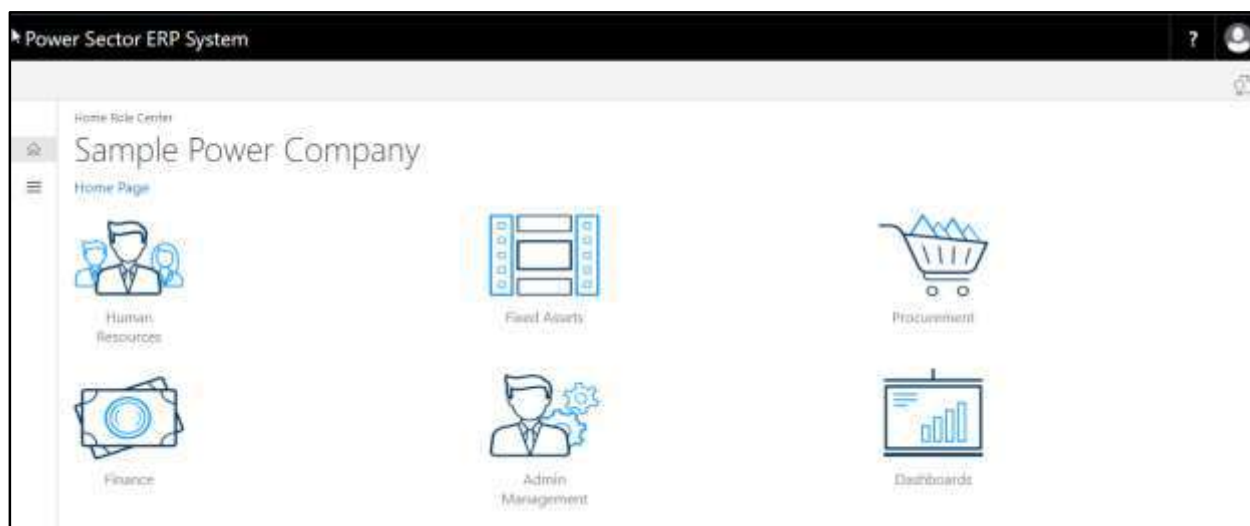 Power Sector ERP System
?
Home Role Center
Sample Power Company
Home Page
Human
Resources
Fixed Assets
Procurement
Finance
Admin
Management
Dashboards